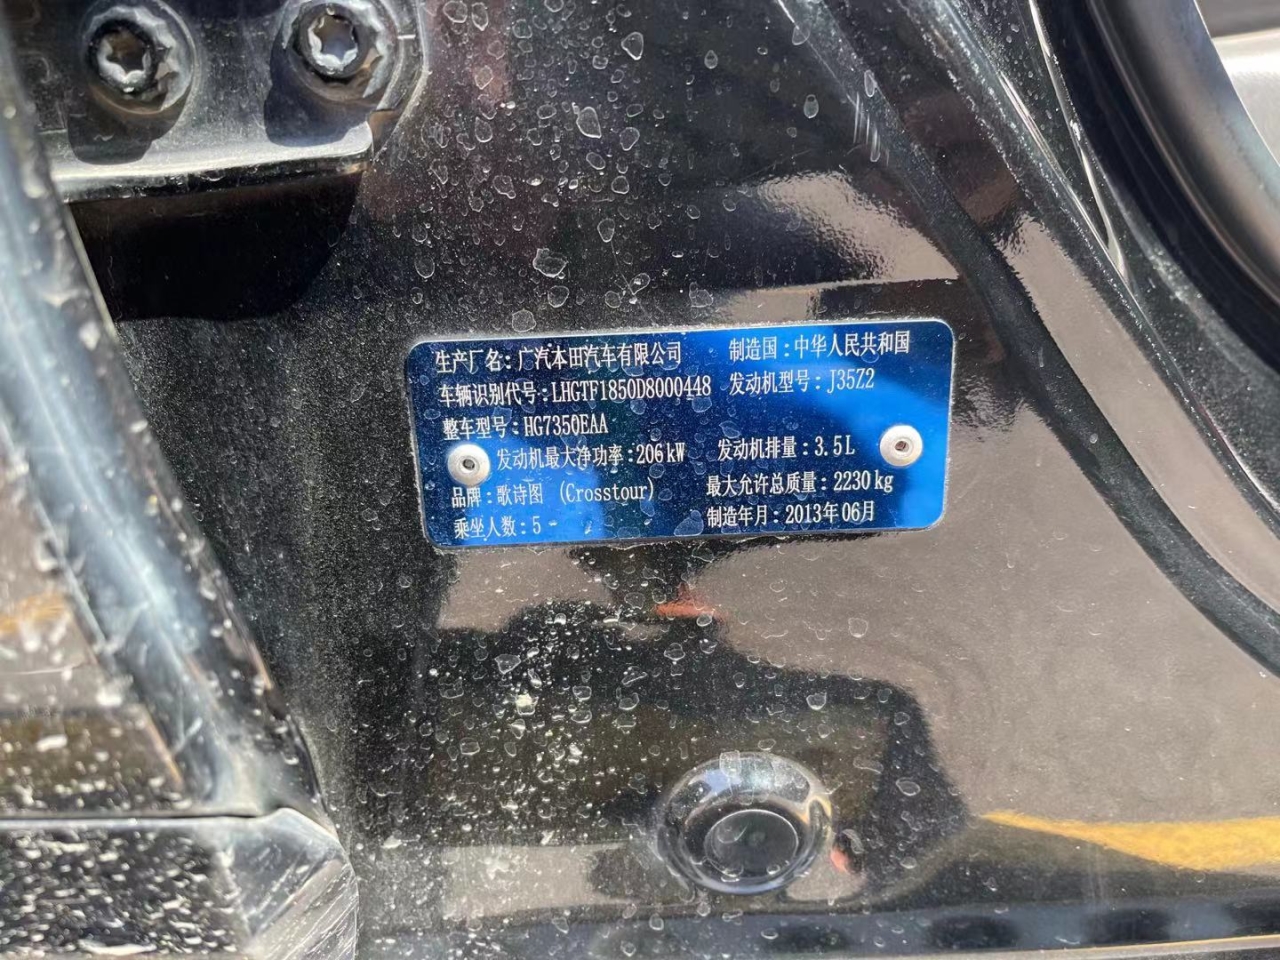 生产厂名：广汽本田汽车有限公司 制造国：中华人民共和国
车辆识别代号：LHGTF1850D8000448 发动机型号：J35Z2
整车型号：HG7350EAA
发动机最大净功率：206kW 发动机排量：3.5L
品牌：歌诗图 (Crosstour) 最大允许总质量：2230kg
乘坐人数：5 制造年月：2013年06月